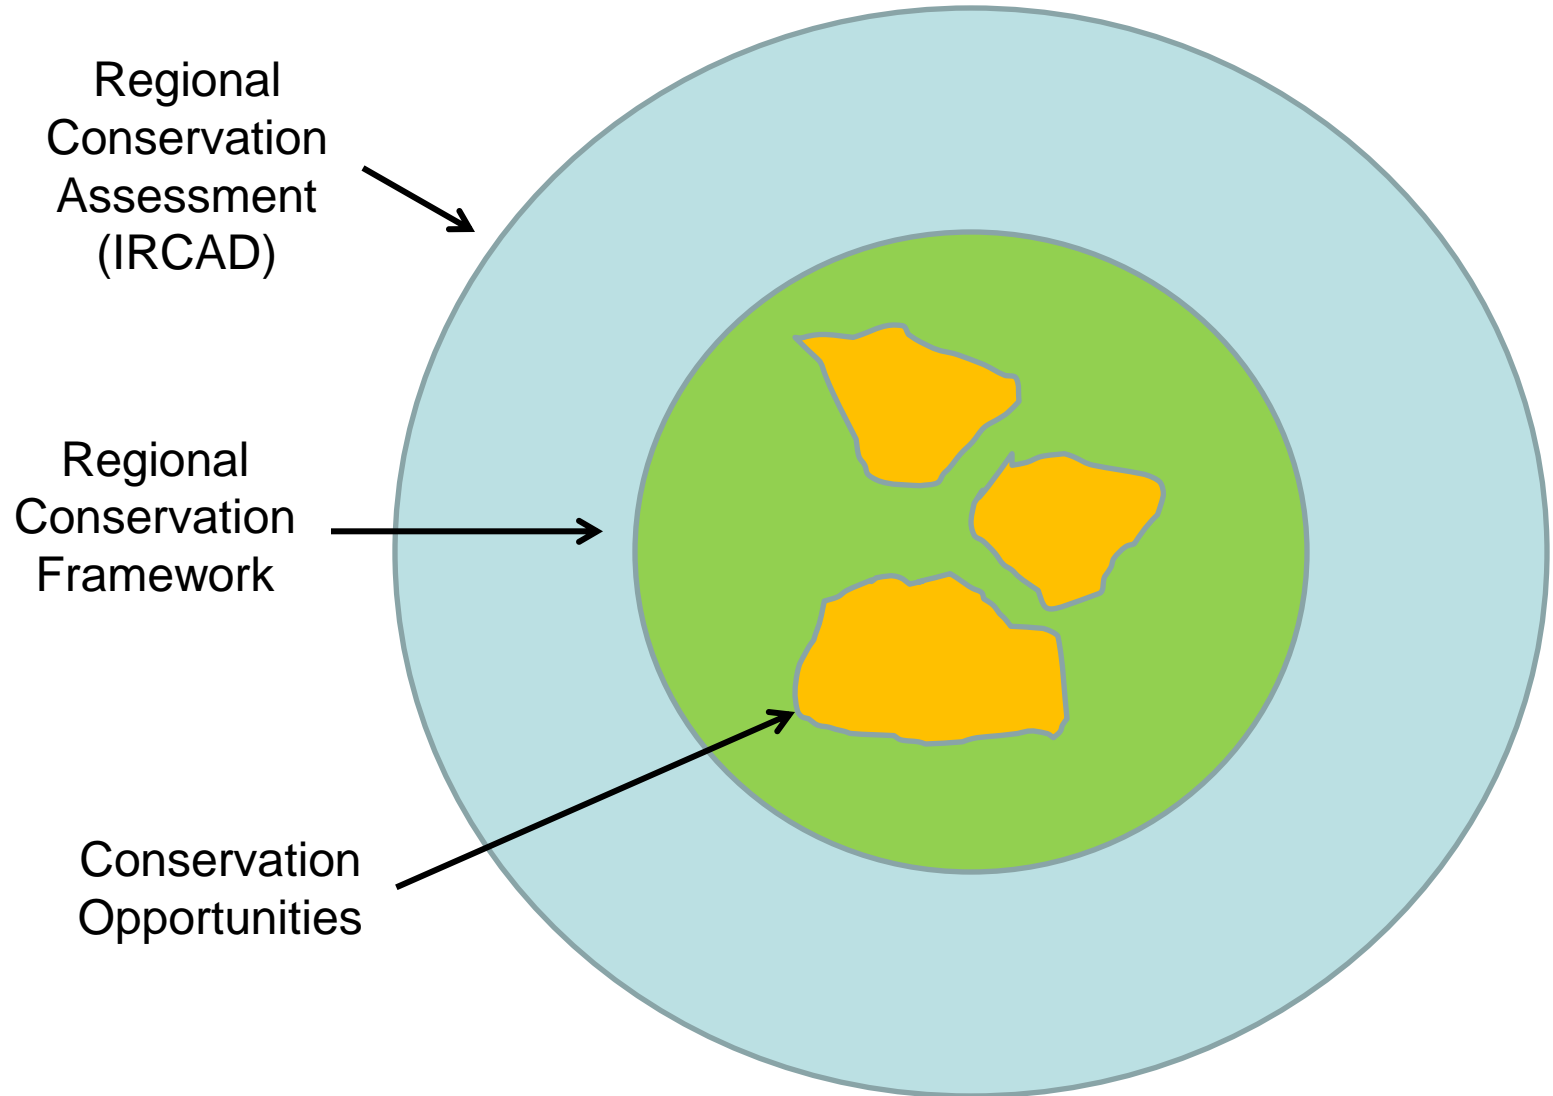 Regional
Conservation
Assessment
(IRCAD)
Regional
Conservation
Framework
Conservation
Opportunities